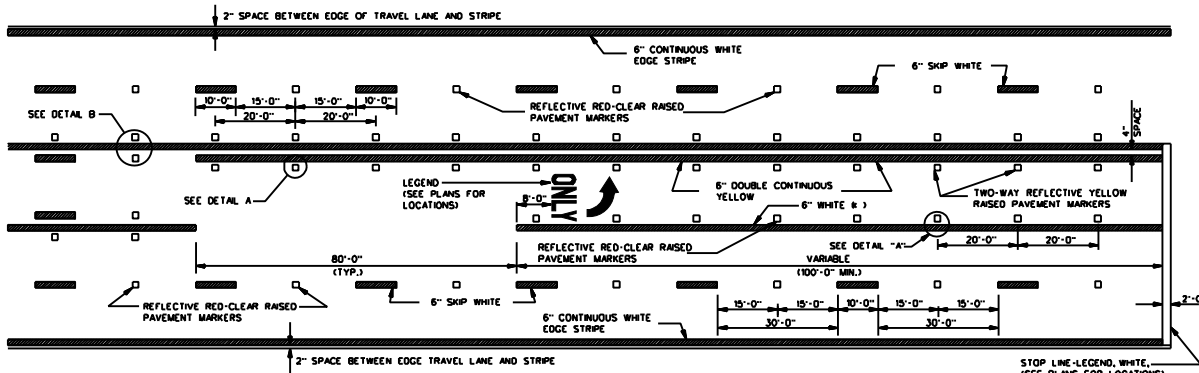 2" SPACE BETWEEN EDGE OF TRAVEL LANE AND STRIPE
6" CONTINUOUS WHITE
EDGE STRIPE
6" SKIP WHITE
10'-0" 15'-0" 15'-0" 10'-0"
REFLECTIVE RED-CLEAR RAISED
PAVEMENT MARKERS
SEE DETAIL B
20'-0" 20'-0"
4"
SPACE
LEGEND
(SEE PLANS FOR
LOCATIONS)
ONLY
8'-0"
SEE DETAIL A
6" DOUBLE CONTINUOUS
YELLOW
TWO-WAY REFLECTIVE YELLOW
RAISED PAVEMENT MARKERS
6" WHITE
REFLECTIVE RED-CLEAR RAISED
PAVEMENT MARKERS
SEE DETAIL "A"
20'-0" 20'-0"
80'-0"
(TYP.)
VARIABLE
(100'-0" MIN.)
REFLECTIVE RED-CLEAR RAISED
PAVEMENT MARKERS
6" SKIP WHITE
15'-0" 15'-0" 10'-0" 15'-0" 15'-0"
30'-0" 30'-0"
6" CONTINUOUS WHITE
EDGE STRIPE
2" SPACE BETWEEN EDGE TRAVEL LANE AND STRIPE
STOP LINE-LEGEND, WHITE,
(SEE PLANS FOR LOCATIONS)